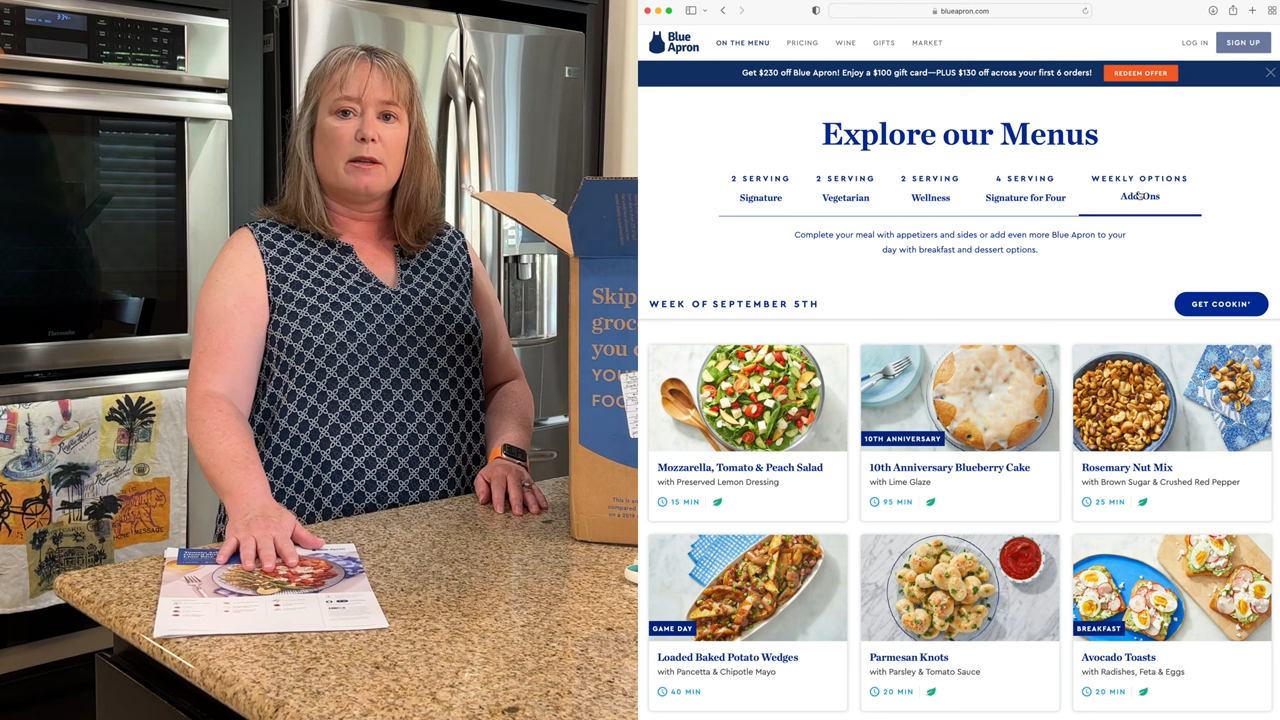 334
Thermador
Skip
groc
you c
YOU
FOO
blueapron.com
Blue
Apron
ON THE MENU
PRICING
WINE
GIFTS
MARKET
LOG IN
SIGN UP
Get $230 off Blue Apron! Enjoy a $100 gift card—PLUS $130 off across your first 6 orders!
REDEEM OFFER
Explore our Menus
2 SERVING
2 SERVING
2 SERVING
4 SERVING
WEEKLY OPTIONS
Signature
Vegetarian
Wellness
Signature for Four
Add-Ons
Complete your meal with appetizers and sides or add even more Blue Apron to your
day with breakfast and dessert options.
WEEK OF SEPTEMBER 5TH
GET COOKIN'
10TH ANNIVERSARY
Mozzarella, Tomato & Peach Salad
with Preserved Lemon Dressing
15 MIN
10th Anniversary Blueberry Cake
with Lime Glaze
95 MIN
Rosemary Nut Mix
with Brown Sugar & Crushed Red Pepper
25 MIN
GAME DAY
Loaded Baked Potato Wedges
with Pancetta & Chipotle Mayo
40 MIN
Parmesan Knots
with Parsley & Tomato Sauce
20 MIN
BREAKFAST
Avocado Toasts
with Radishes, Feta & Eggs
20 MIN